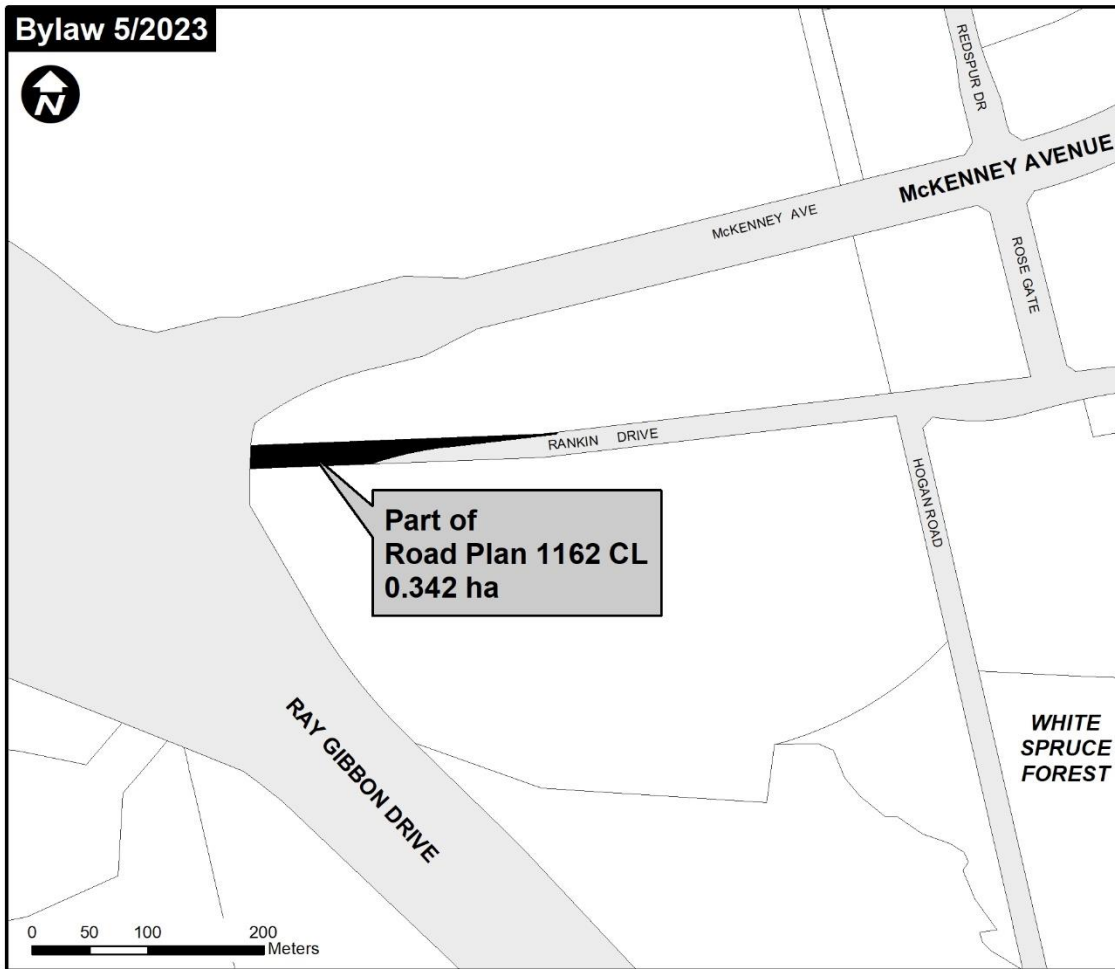 Bylaw 5/2023
N
REDSPUR DR
McKENNEY AVENUE
McKENNEY AVE
ROSE GATE
RANKIN DRIVE
HOGAN ROAD
Part of
Road Plan 1162 CL
0.342 ha
RAY GIBBON DRIVE
WHITE
SPRUCE
FOREST
0 50 100 200
Meters